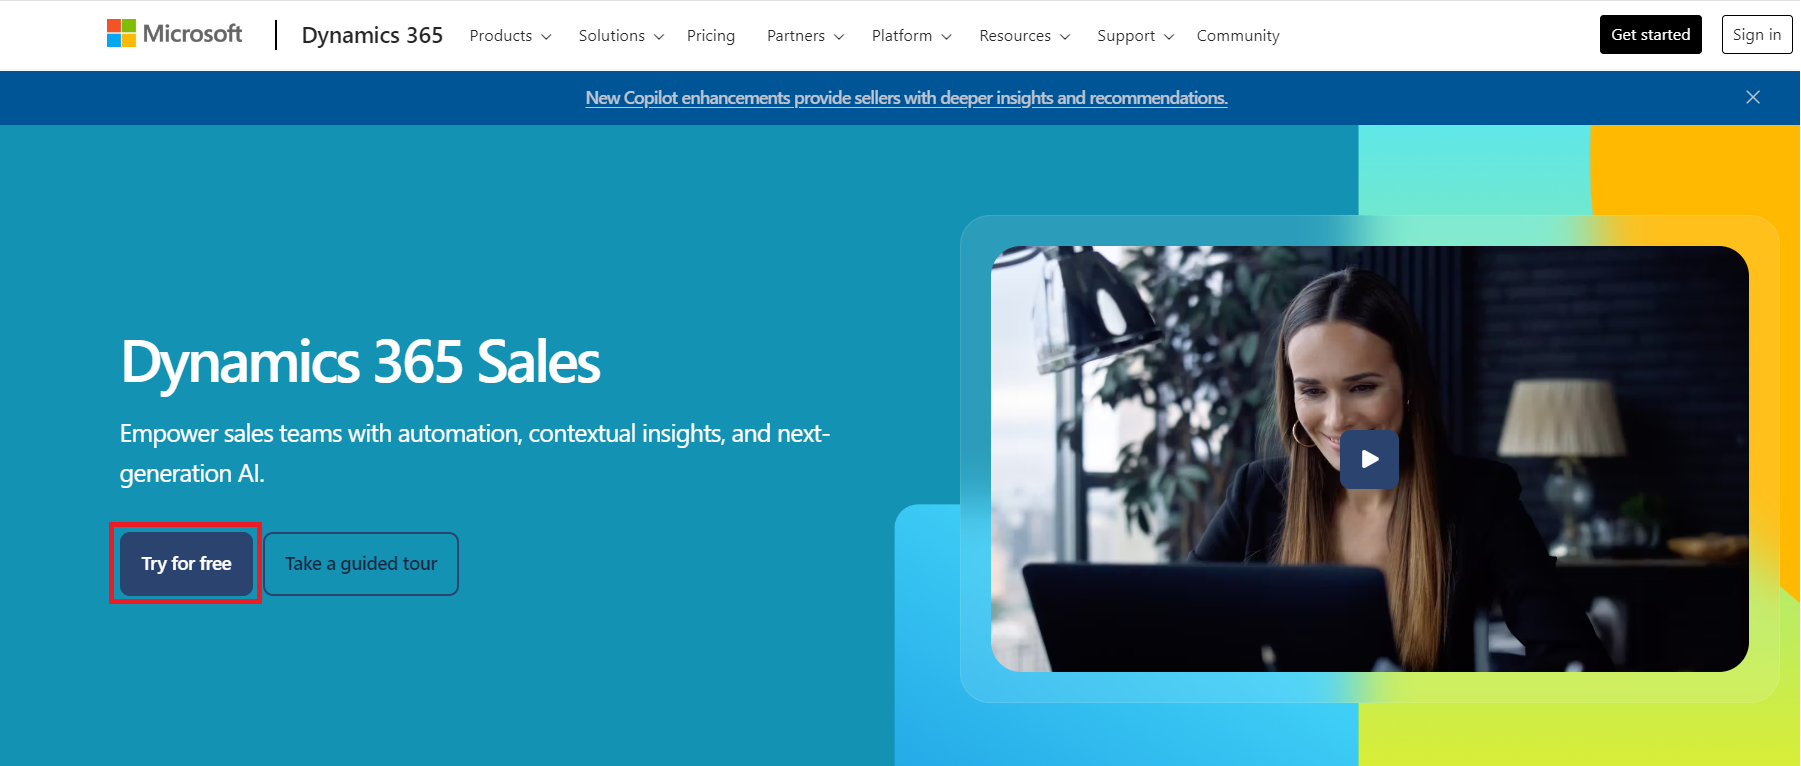 Microsoft
Dynamics 365
Products
Solutions
Pricing
Partners
Platform
Resources
Support
Community
Get started
Sign in
New Copilot enhancements provide sellers with deeper insights and recommendations.
Dynamics 365 Sales
Empower sales teams with automation, contextual insights, and next-
generation AI.
Try for free
Take a guided tour